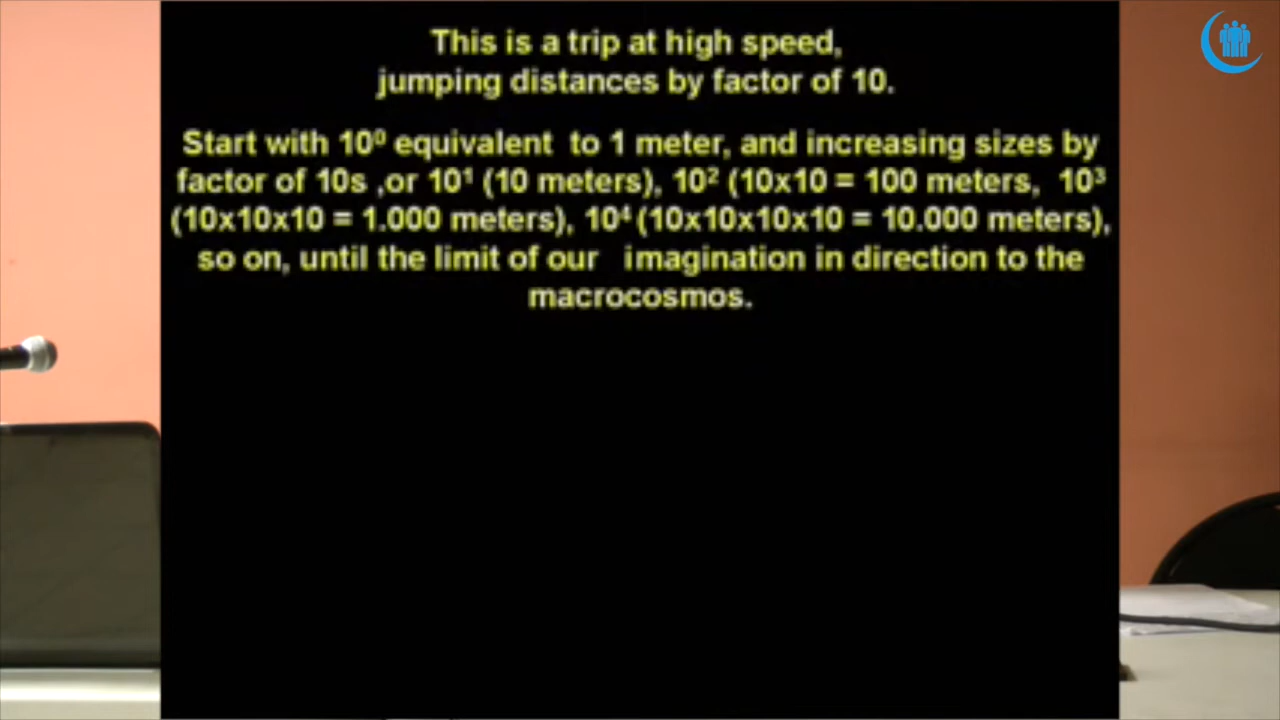 This is a trip at high speed,
jumping distances by factor of 10.
Start with 10⁰ equivalent to 1 meter, and increasing sizes by
factor of 10s ,or 10¹ (10 meters), 10² (10x10 = 100 meters, 10³
(10x10x10 = 1.000 meters), 10⁴ (10x10x10x10 = 10.000 meters),
so on, until the limit of our imagination in direction to the
macrocosmos.